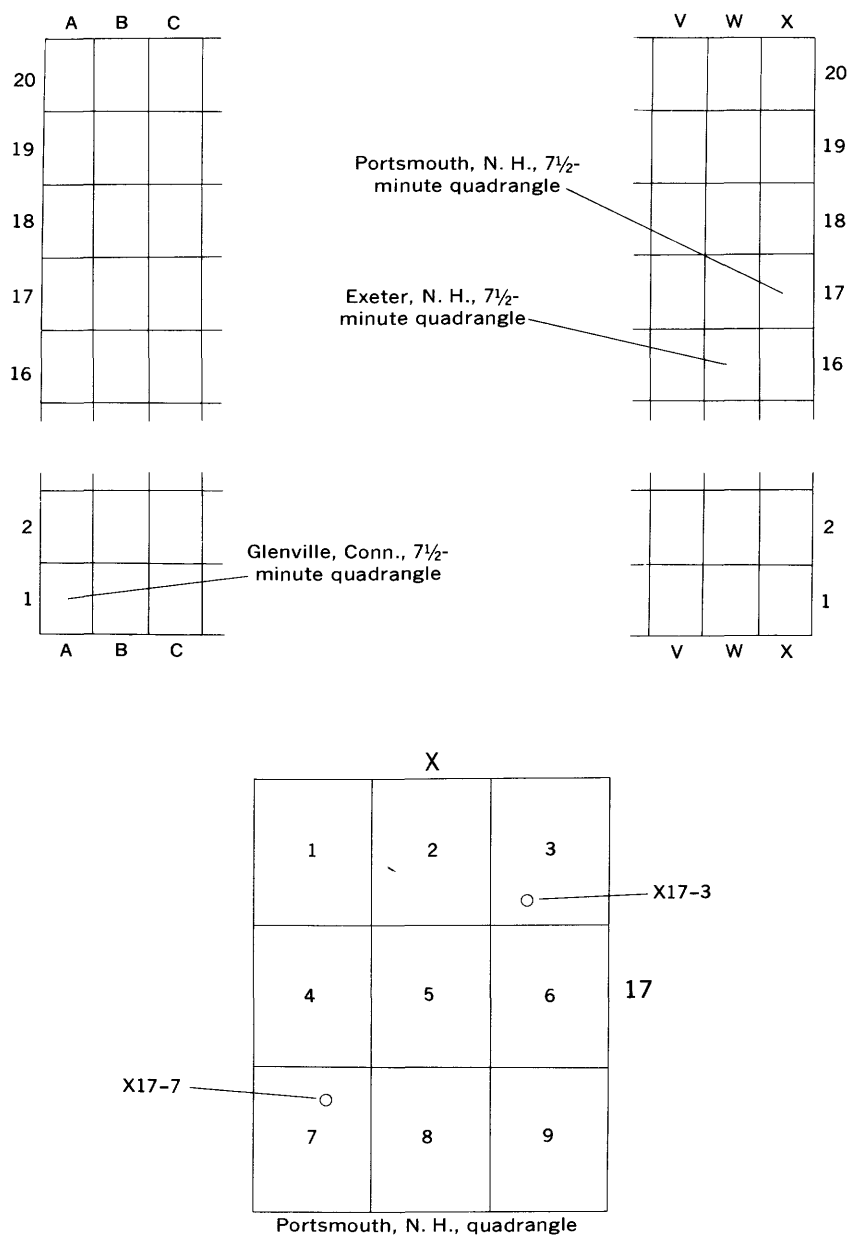 A B C V W X
20 20
19 19
Portsmouth, N. H., 7½-
minute quadrangle
18 18
17 17
Exeter, N. H., 7½-
minute quadrangle
16 16
2 2
Glenville, Conn., 7½-
minute quadrangle
1 1
A B C V W X
X
1 2 3
X17-3
4 5 6 17
X17-7
7 8 9
Portsmouth, N. H., quadrangle